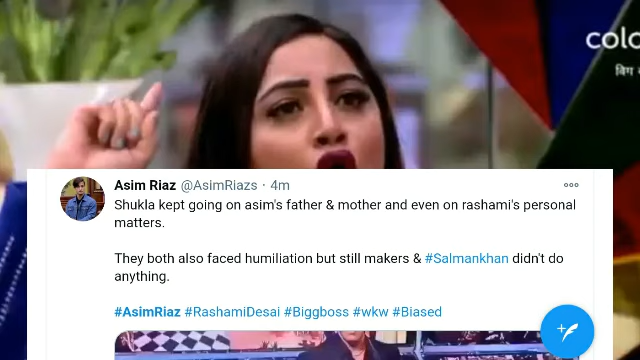 colo
बिग
Asim Riaz @AsimRiazs · 4m
Shukla kept going on asim's father & mother and even on rashami's personal
matters.
They both also faced humiliation but still makers & #Salmankhan didn't do
anything.
#AsimRiaz #RashamiDesai #Biggboss #wkw #Biased